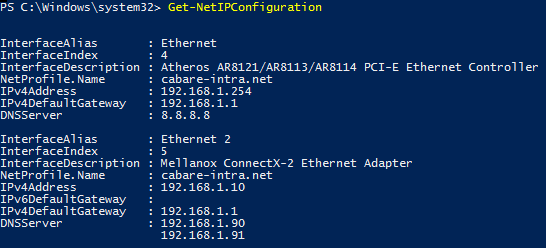 PS C:\Windows\system32> Get-NetIPConfiguration
InterfaceAlias : Ethernet
InterfaceIndex : 4
InterfaceDescription : Atheros AR8121/AR8113/AR8114 PCI-E Ethernet Controller
NetProfile.Name : cabare-intra.net
IPv4Address : 192.168.1.254
IPv4DefaultGateway : 192.168.1.1
DNSServer : 8.8.8.8
InterfaceAlias : Ethernet 2
InterfaceIndex : 5
InterfaceDescription : Mellanox ConnectX-2 Ethernet Adapter
NetProfile.Name : cabare-intra.net
IPv4Address : 192.168.1.10
IPv6DefaultGateway :
IPv4DefaultGateway : 192.168.1.1
DNSServer : 192.168.1.90
192.168.1.91